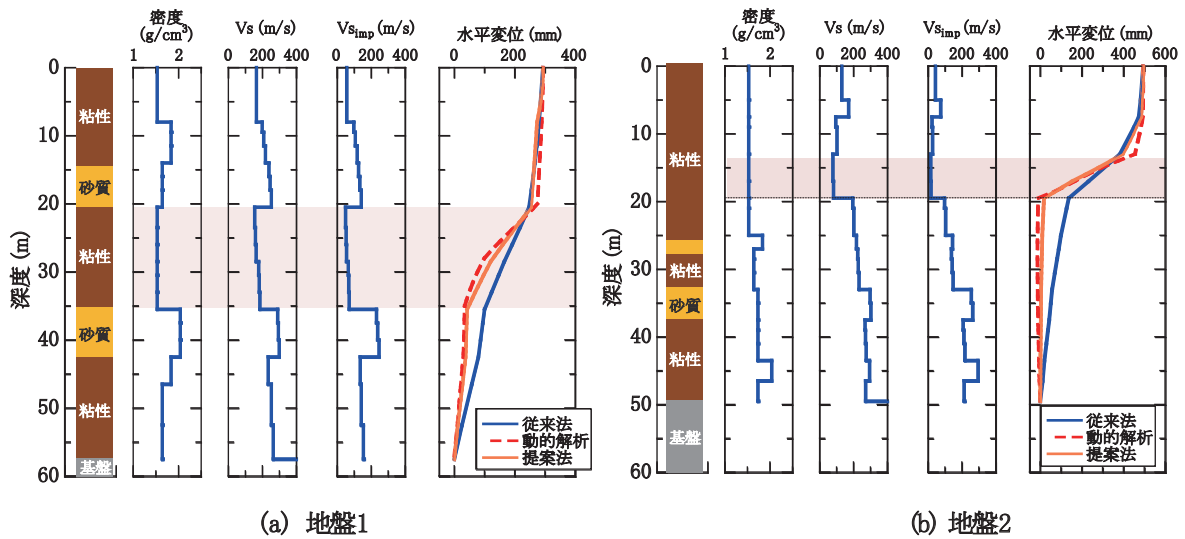 密度
(g/cm³)
1 2
Vs (m/s)
0 200 400
Vs_imp (m/s)
0 200 400
水平変位 (mm)
0 200 400
深度 (m)
0
10
20
30
40
50
60
粘性
砂質
粘性
砂質
粘性
基盤
従来法
動的解析
提案法
(a) 地盤1
密度
(g/cm³)
1 2
Vs (m/s)
0 200 400
Vs_imp (m/s)
0 200 400
水平変位 (mm)
0 200 400 600
深度 (m)
0
10
20
30
40
50
60
粘性
粘性
砂質
粘性
基盤
従来法
動的解析
提案法
(b) 地盤2